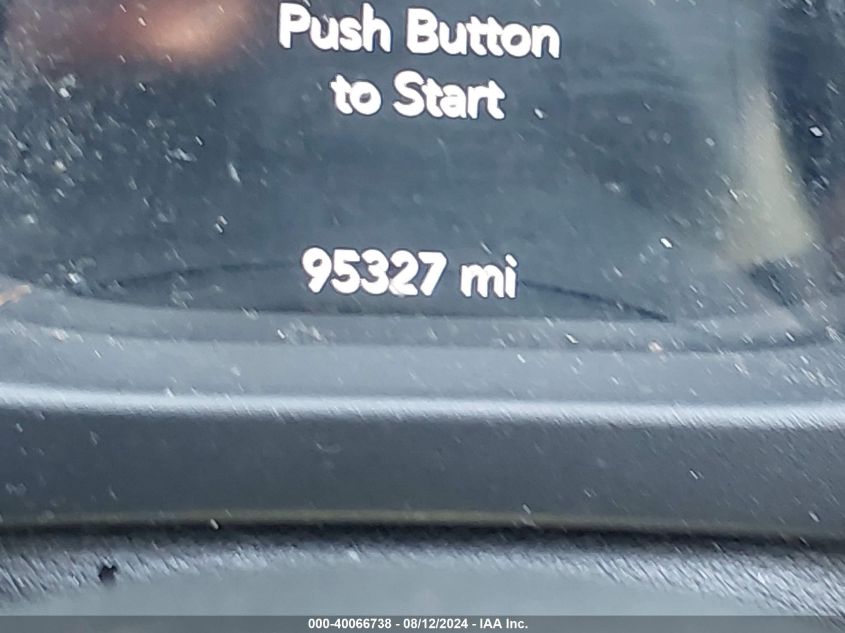 Push Button
to Start
95327 mi
000-40066738 - 08/12/2024 - IAA Inc.